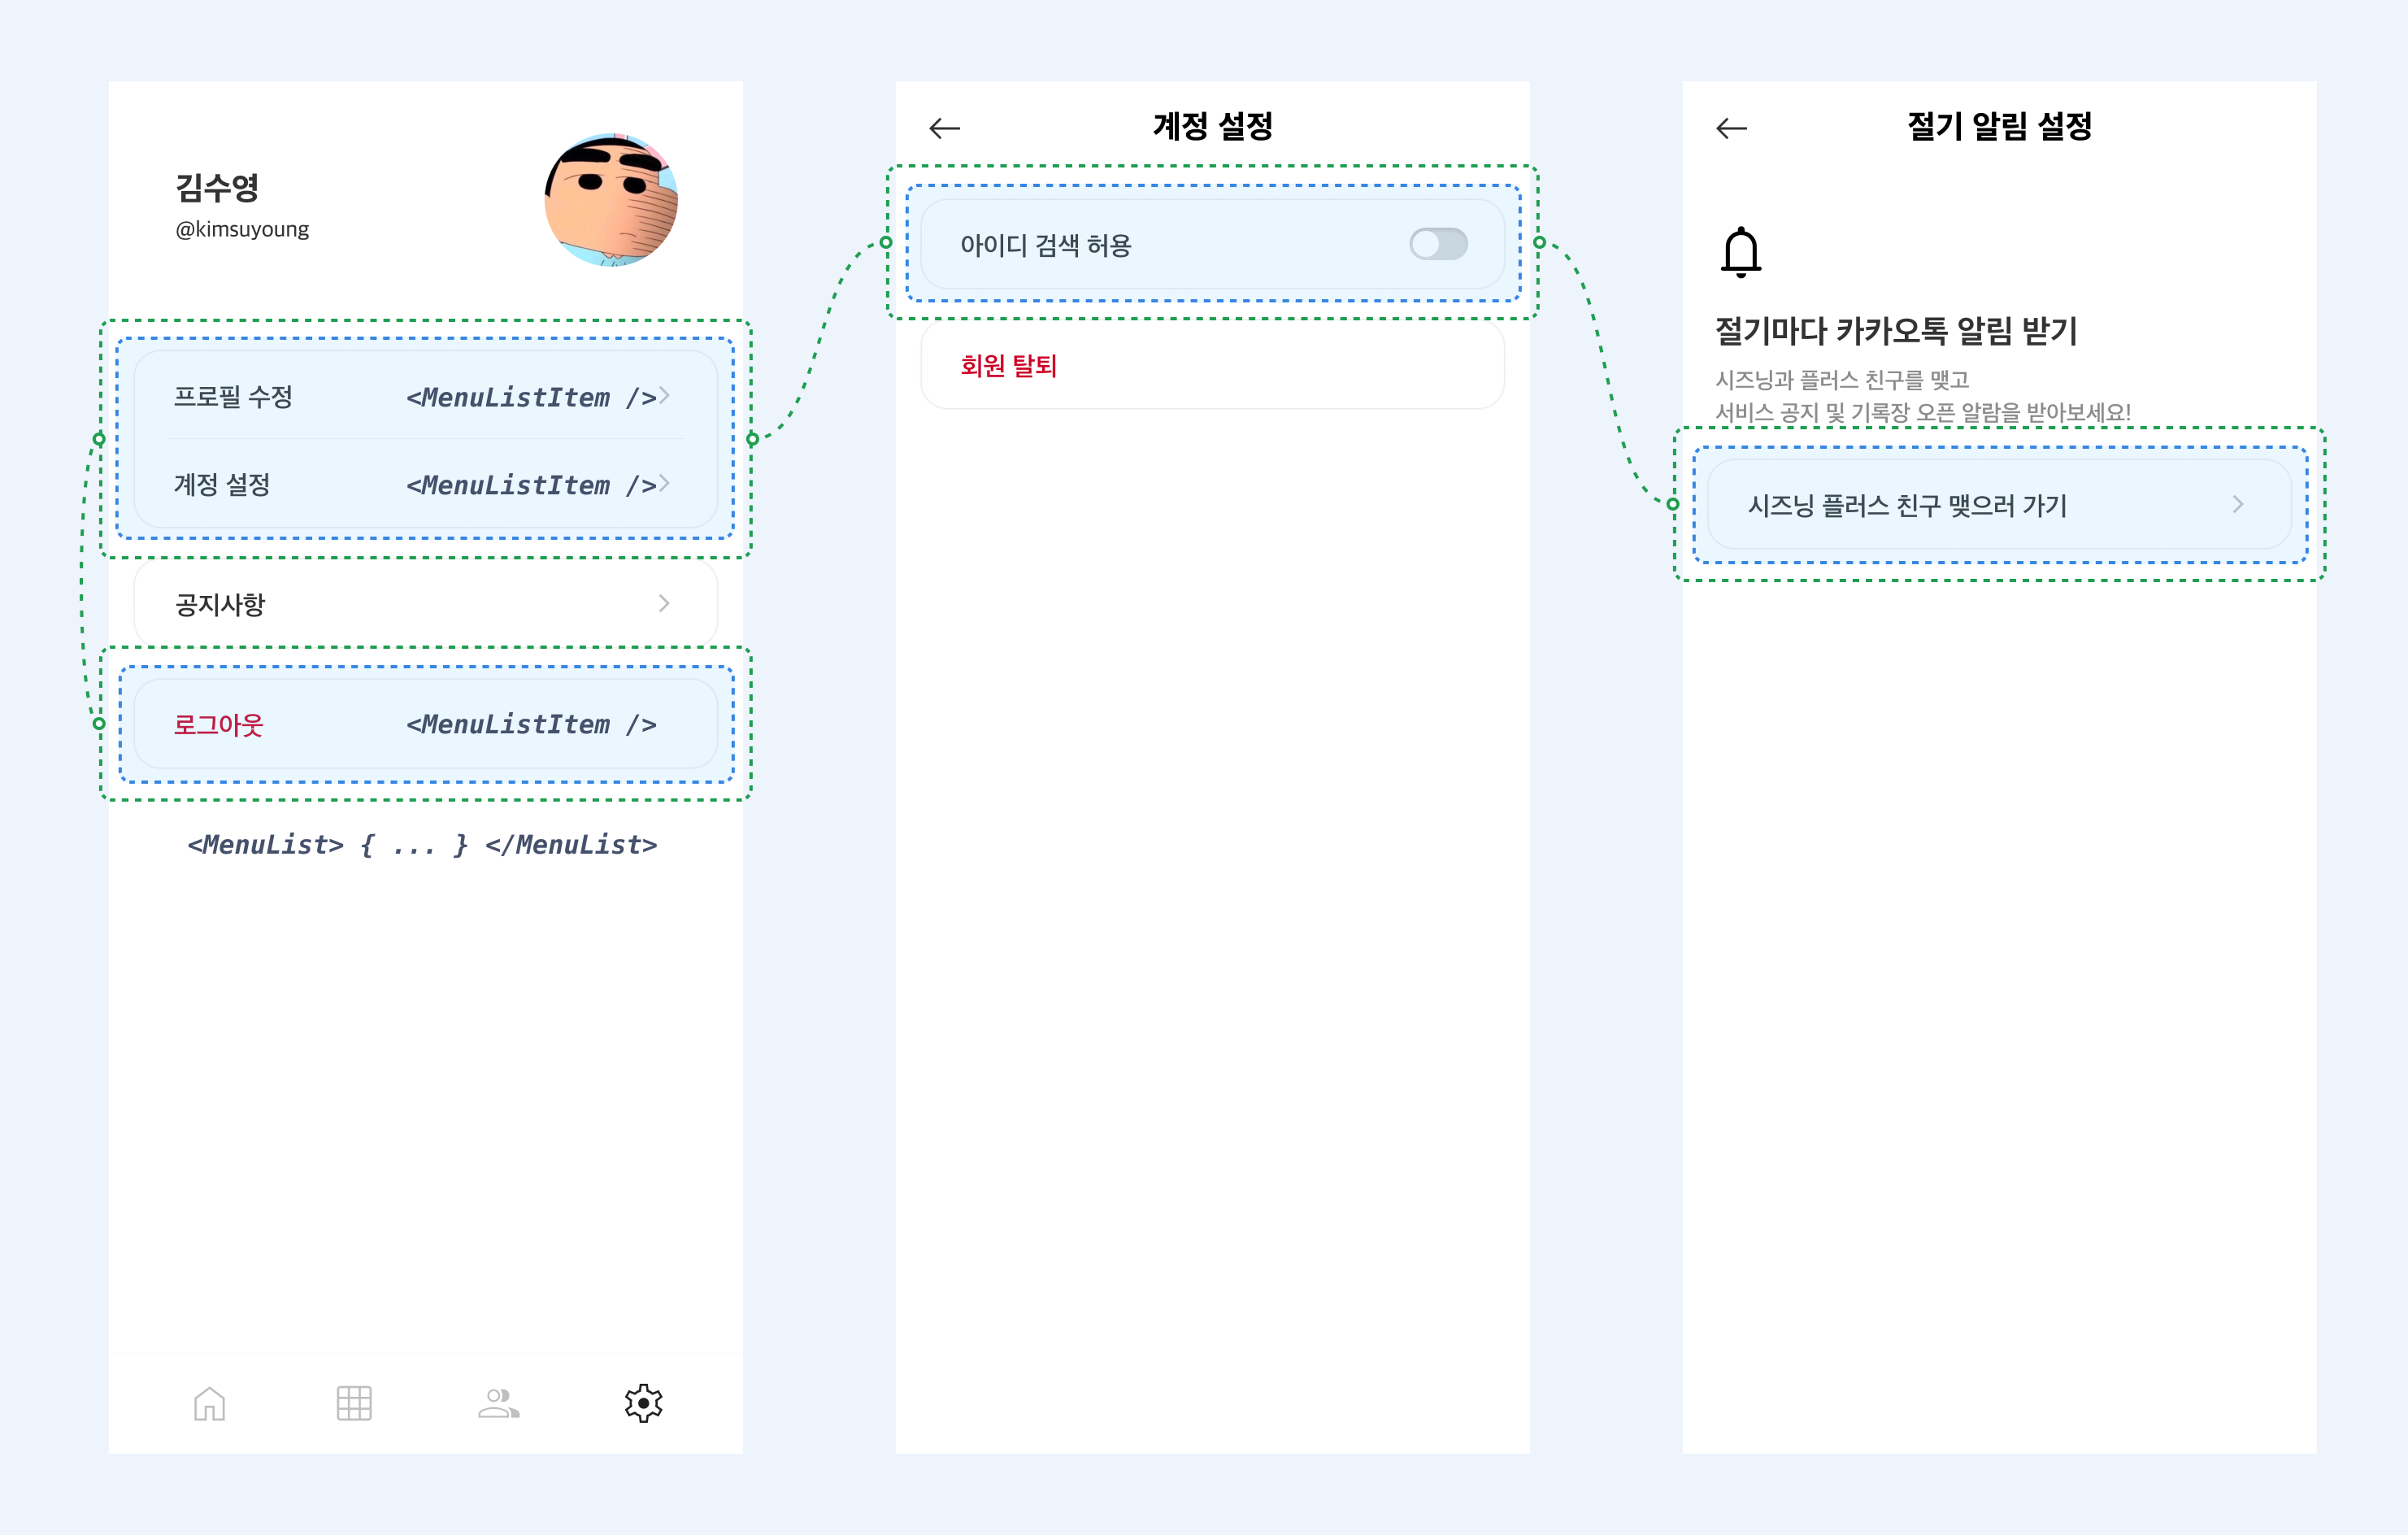 김수영
@kimsuyoung
프로필 수정 <MenuListItem />
계정 설정 <MenuListItem />
공지사항
로그아웃 <MenuListItem />
<MenuList> { ... } </MenuList>
계정 설정
아이디 검색 허용
회원 탈퇴
절기 알림 설정
절기마다 카카오톡 알림 받기
시즈닝과 플러스 친구를 맺고
서비스 공지 및 기록장 오픈 알람을 받아보세요!
시즈닝 플러스 친구 맺으러 가기